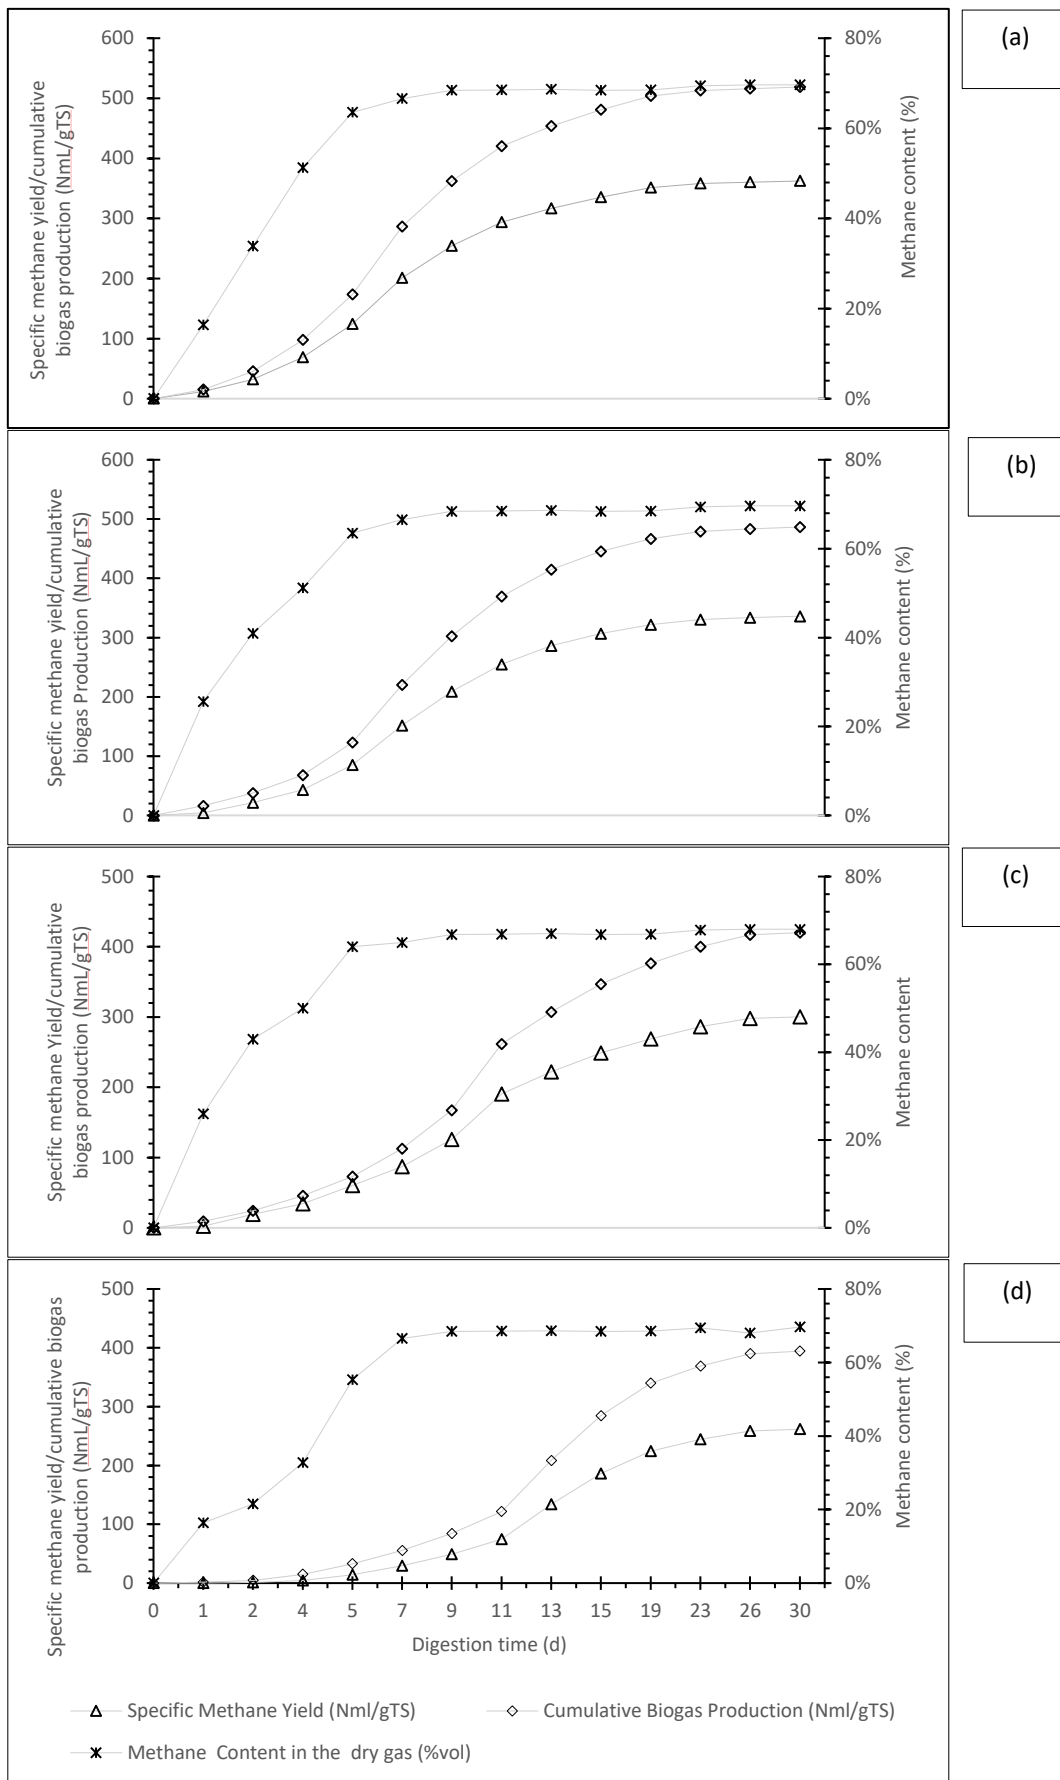 (a)
Specific methane yield/cumulative
biogas production (NmL/gTS)
600
500
400
300
200
100
0
80%
60%
40%
20%
0%
Methane content (%)
(b)
Specific methane yield/cumulative
biogas Production (NmL/gTS)
600
500
400
300
200
100
0
80%
60%
40%
20%
0%
Methane content (%)
(c)
Specific methane Yield/cumulative
biogas production (NmL/gTS)
500
400
300
200
100
0
80%
60%
40%
20%
0%
Methane content
(d)
Specific methane yield/cumulative biogas
production (NmL/gTS)
500
400
300
200
100
0
80%
60%
40%
20%
0%
Methane content (%)
0 1 2 4 5 7 9 11 13 15 19 23 26 30
Digestion time (d)
Specific Methane Yield (Nml/gTS)
Cumulative Biogas Production (Nml/gTS)
Methane Content in the dry gas (%vol)